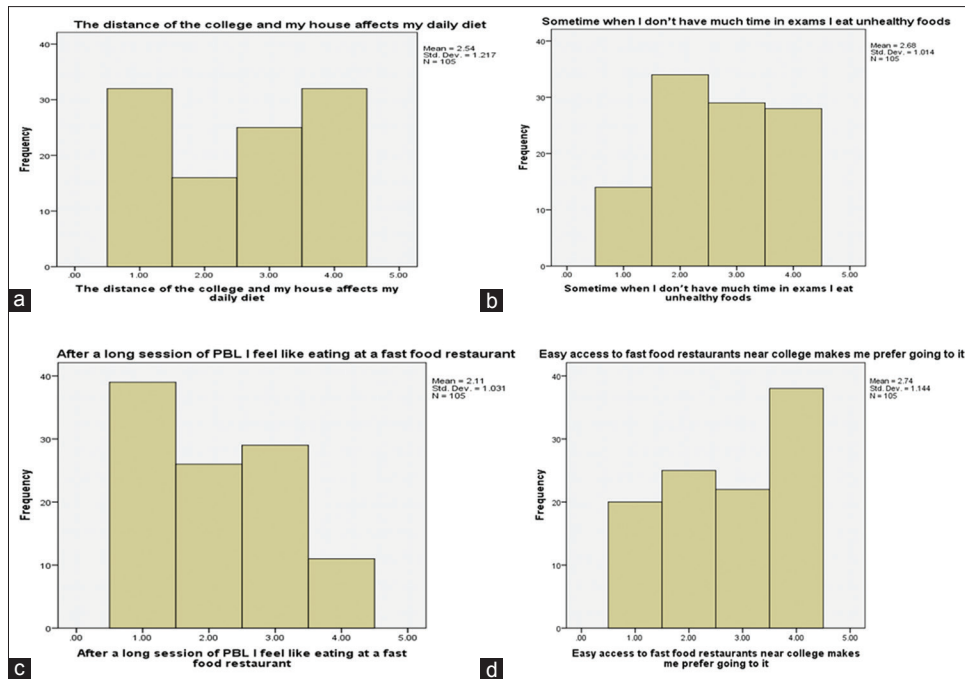 The distance of the college and my house affects my daily diet
Mean = 2.54
Std. Dev. = 1.217
N = 105
40
30
20
10
0
Frequency
.00 1.00 2.00 3.00 4.00 5.00
The distance of the college and my house affects my
daily diet
a
Sometime when I don't have much time in exams I eat unhealthy foods
Mean = 2.68
Std. Dev. = 1.014
N = 105
40
30
20
10
0
Frequency
.00 1.00 2.00 3.00 4.00 5.00
Sometime when I don't have much time in exams I eat
unhealthy foods
b
After a long session of PBL I feel like eating at a fast food restaurant
Mean = 2.11
Std. Dev. = 1.031
N = 105
40
30
20
10
0
Frequency
.00 1.00 2.00 3.00 4.00 5.00
After a long session of PBL I feel like eating at a fast
food restaurant
c
Easy access to fast food restaurants near college makes me prefer going to it
Mean = 2.74
Std. Dev. = 1.144
N = 105
40
30
20
10
0
Frequency
.00 1.00 2.00 3.00 4.00 5.00
Easy access to fast food restaurants near college makes
me prefer going to it
d